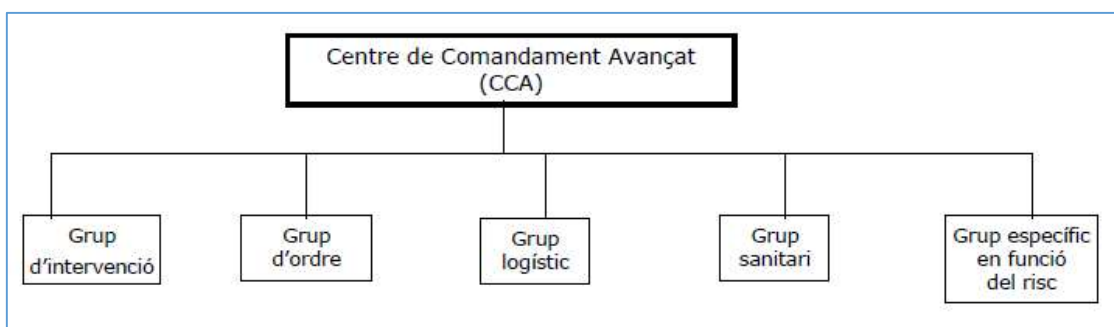 Centre de Comandament Avançat
(CCA)
Grup
d'intervenció
Grup
d'ordre
Grup
logístic
Grup
sanitari
Grup específic
en funció
del risc